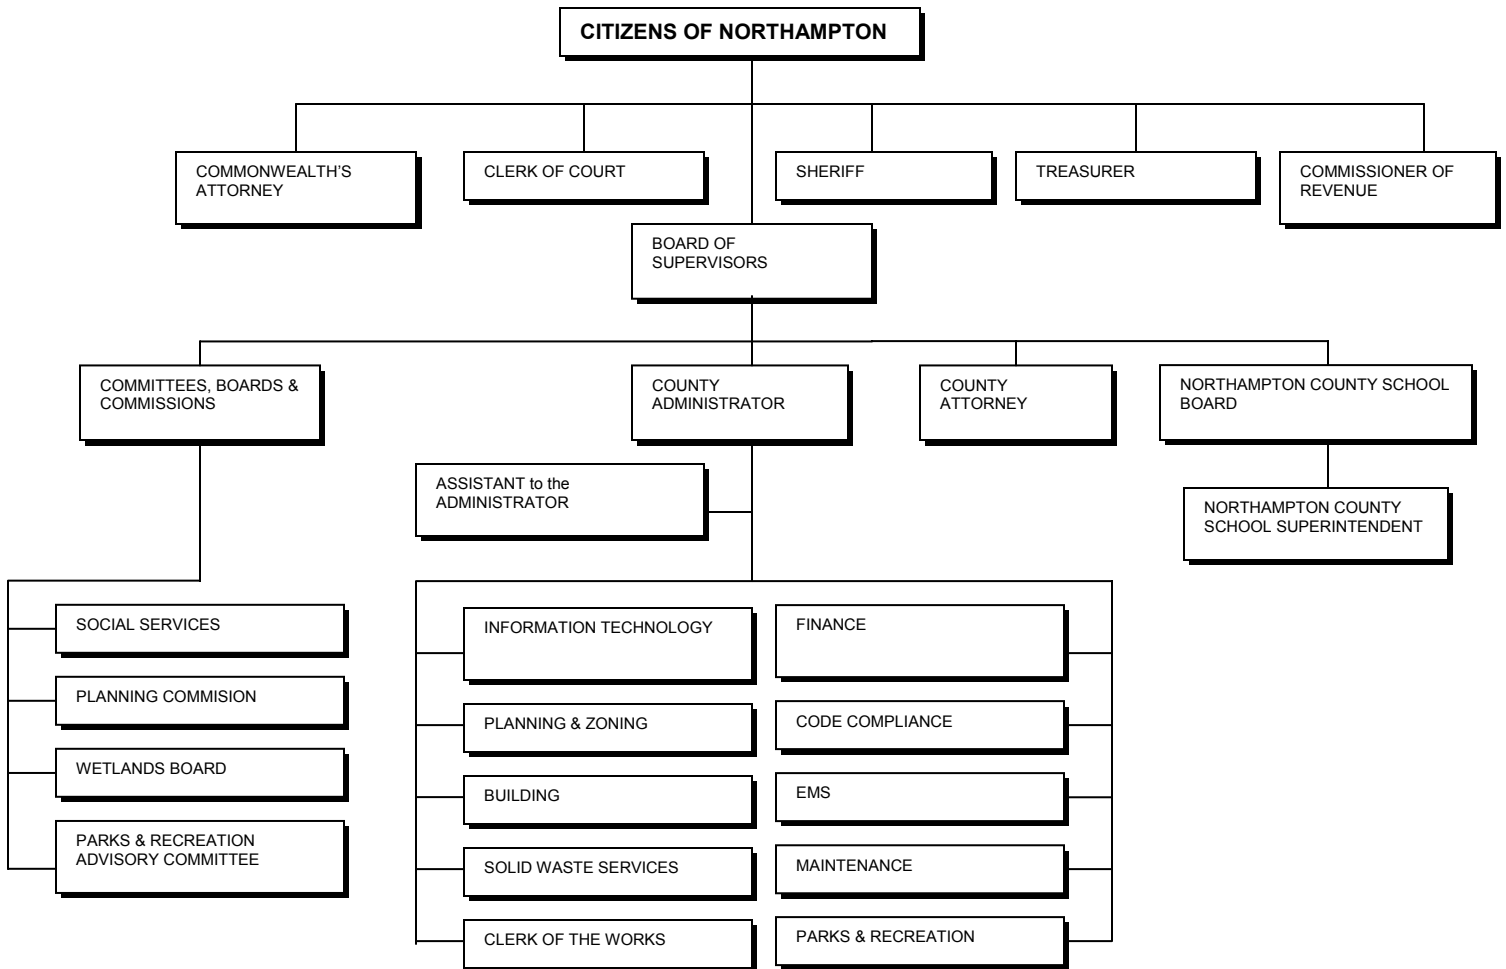 CITIZENS OF NORTHAMPTON
COMMONWEALTH’S
ATTORNEY
CLERK OF COURT
SHERIFF
TREASURER
COMMISSIONER OF
REVENUE
BOARD OF
SUPERVISORS
COMMITTEES, BOARDS &
COMMISSIONS
COUNTY
ADMINISTRATOR
COUNTY
ATTORNEY
NORTHAMPTON COUNTY SCHOOL
BOARD
ASSISTANT to the
ADMINISTRATOR
NORTHAMPTON COUNTY
SCHOOL SUPERINTENDENT
SOCIAL SERVICES
PLANNING COMMISION
WETLANDS BOARD
PARKS & RECREATION
ADVISORY COMMITTEE
INFORMATION TECHNOLOGY
PLANNING & ZONING
BUILDING
SOLID WASTE SERVICES
CLERK OF THE WORKS
FINANCE
CODE COMPLIANCE
EMS
MAINTENANCE
PARKS & RECREATION